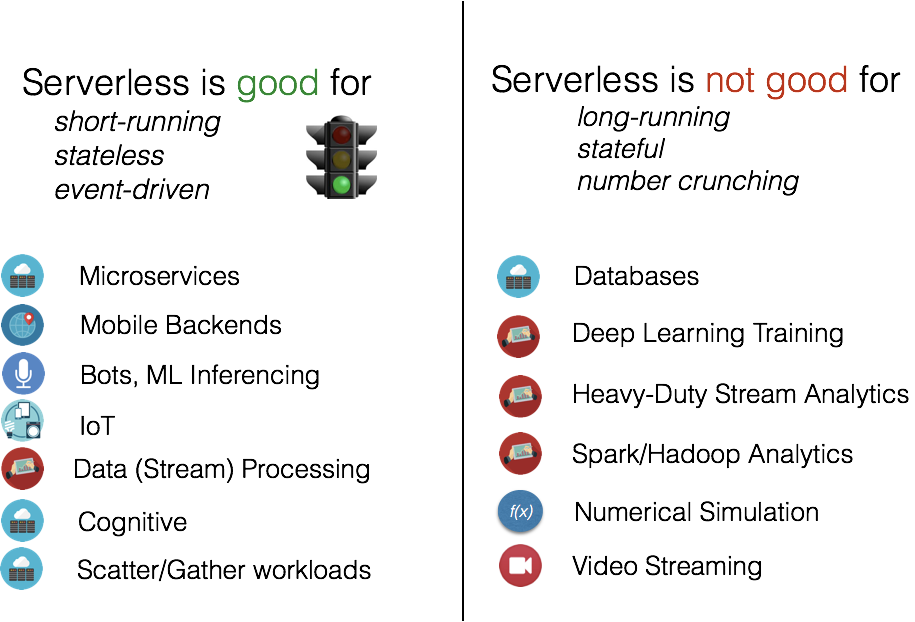 Serverless is good for
short-running
stateless
event-driven
Microservices
Mobile Backends
Bots, ML Inferencing
IoT
Data (Stream) Processing
Cognitive
Scatter/Gather workloads
Serverless is not good for
long-running
stateful
number crunching
Databases
Deep Learning Training
Heavy-Duty Stream Analytics
Spark/Hadoop Analytics
f(x)
Numerical Simulation
Video Streaming